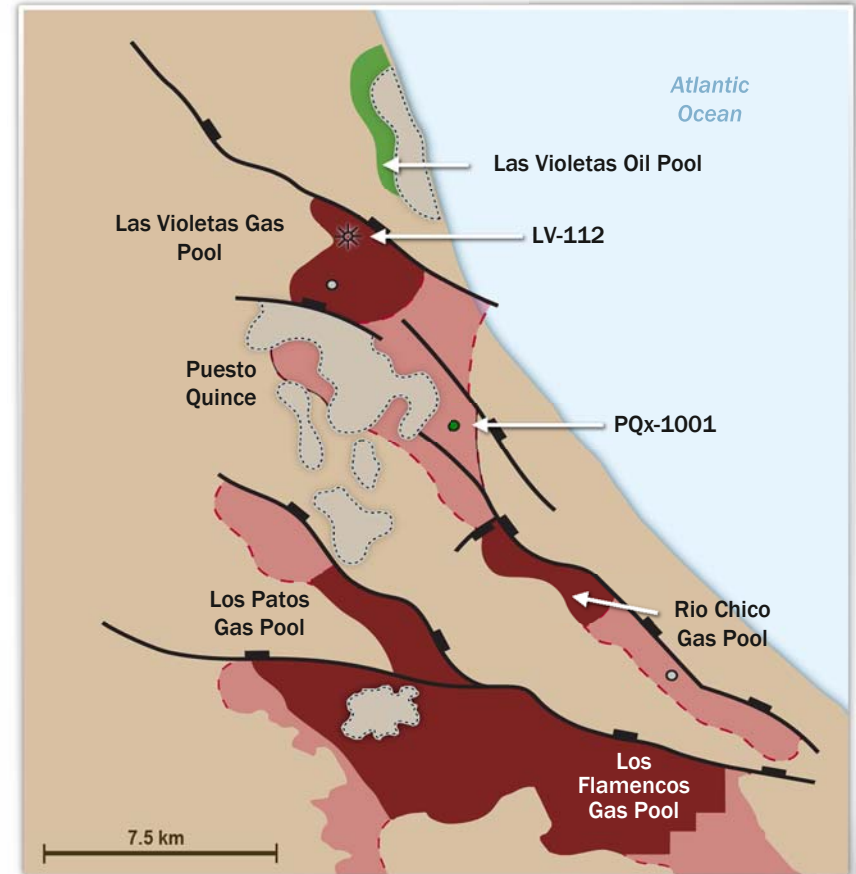 Atlantic
Ocean
Las Violetas Oil Pool
Las Violetas Gas
Pool
LV-112
Puesto
Quince
PQx-1001
Los Patos
Gas Pool
Rio Chico
Gas Pool
Los
Flamencos
Gas Pool
7.5 km